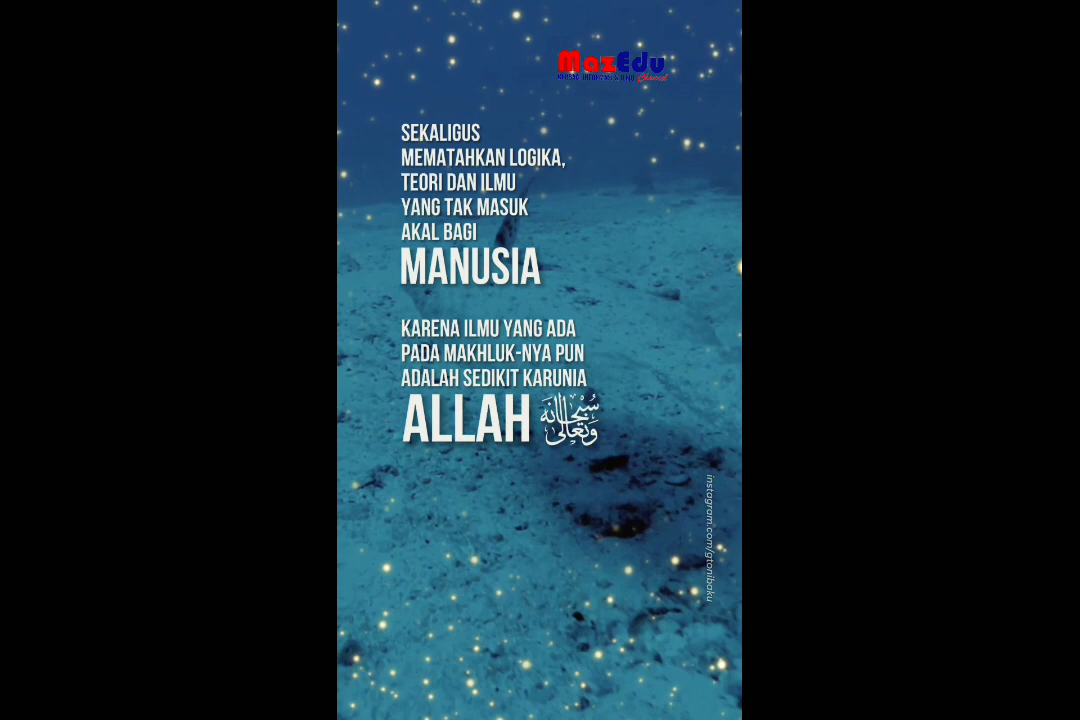 MazEdu
SEKALIGUS
MEMATAHKAN LOGIKA,
TEORI DAN ILMU
YANG TAK MASUK
AKAL BAGI
MANUSIA
KARENA ILMU YANG ADA
PADA MAKHLUK-NYA PUN
ADALAH SEDIKIT KARUNIA
ALLAH سُبْحَانَهُ وَتَعَالَى
instagram.com/gtonibaku